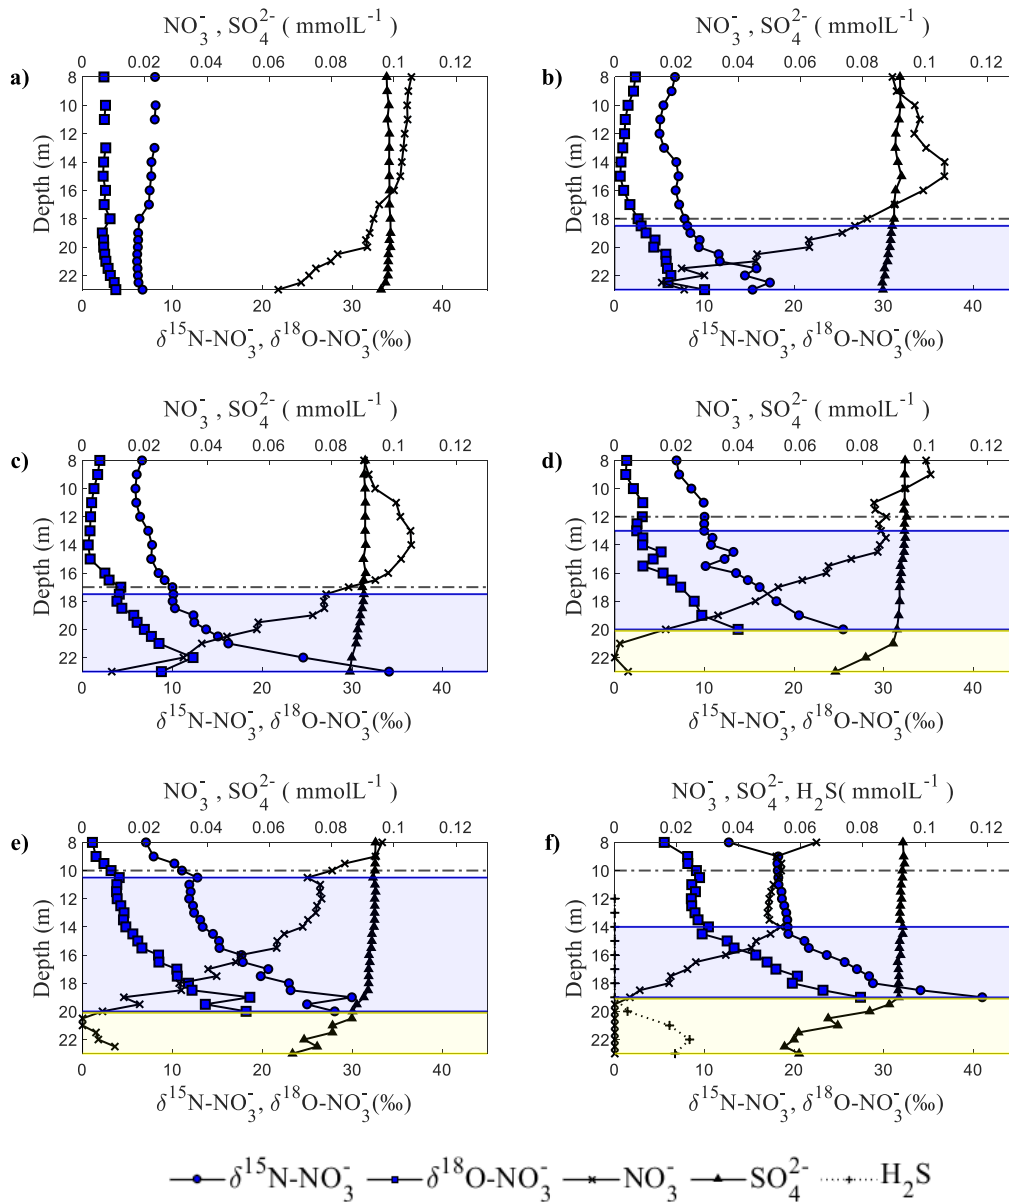 NO₃⁻ , SO₄²⁻ ( mmolL⁻¹ )
NO₃⁻ , SO₄²⁻ ( mmolL⁻¹ )
0 0.02 0.04 0.06 0.08 0.1 0.12
0 0.02 0.04 0.06 0.08 0.1 0.12
a)
b)
8
10
12
14
16
18
20
22
Depth (m)
8
10
12
14
16
18
20
22
Depth (m)
0 10 20 30 40
0 10 20 30 40
δ¹⁵N-NO₃⁻, δ¹⁸O-NO₃⁻(‰)
δ¹⁵N-NO₃⁻, δ¹⁸O-NO₃⁻(‰)
NO₃⁻ , SO₄²⁻ ( mmolL⁻¹ )
NO₃⁻ , SO₄²⁻ ( mmolL⁻¹ )
0 0.02 0.04 0.06 0.08 0.1 0.12
0 0.02 0.04 0.06 0.08 0.1 0.12
c)
d)
8
10
12
14
16
18
20
22
Depth (m)
8
10
12
14
16
18
20
22
Depth (m)
0 10 20 30 40
0 10 20 30 40
δ¹⁵N-NO₃⁻, δ¹⁸O-NO₃⁻(‰)
δ¹⁵N-NO₃⁻, δ¹⁸O-NO₃⁻(‰)
NO₃⁻ , SO₄²⁻ ( mmolL⁻¹ )
NO₃⁻, SO₄²⁻, H₂S( mmolL⁻¹ )
0 0.02 0.04 0.06 0.08 0.1 0.12
0 0.02 0.04 0.06 0.08 0.1 0.12
e)
f)
8
10
12
14
16
18
20
22
Depth (m)
8
10
12
14
16
18
20
22
Depth (m)
0 10 20 30 40
0 10 20 30 40
δ¹⁵N-NO₃⁻, δ¹⁸O-NO₃⁻(‰)
δ¹⁵N-NO₃⁻, δ¹⁸O-NO₃⁻(‰)
δ¹⁵N-NO₃⁻ δ¹⁸O-NO₃⁻ NO₃⁻ SO₄²⁻ H₂S